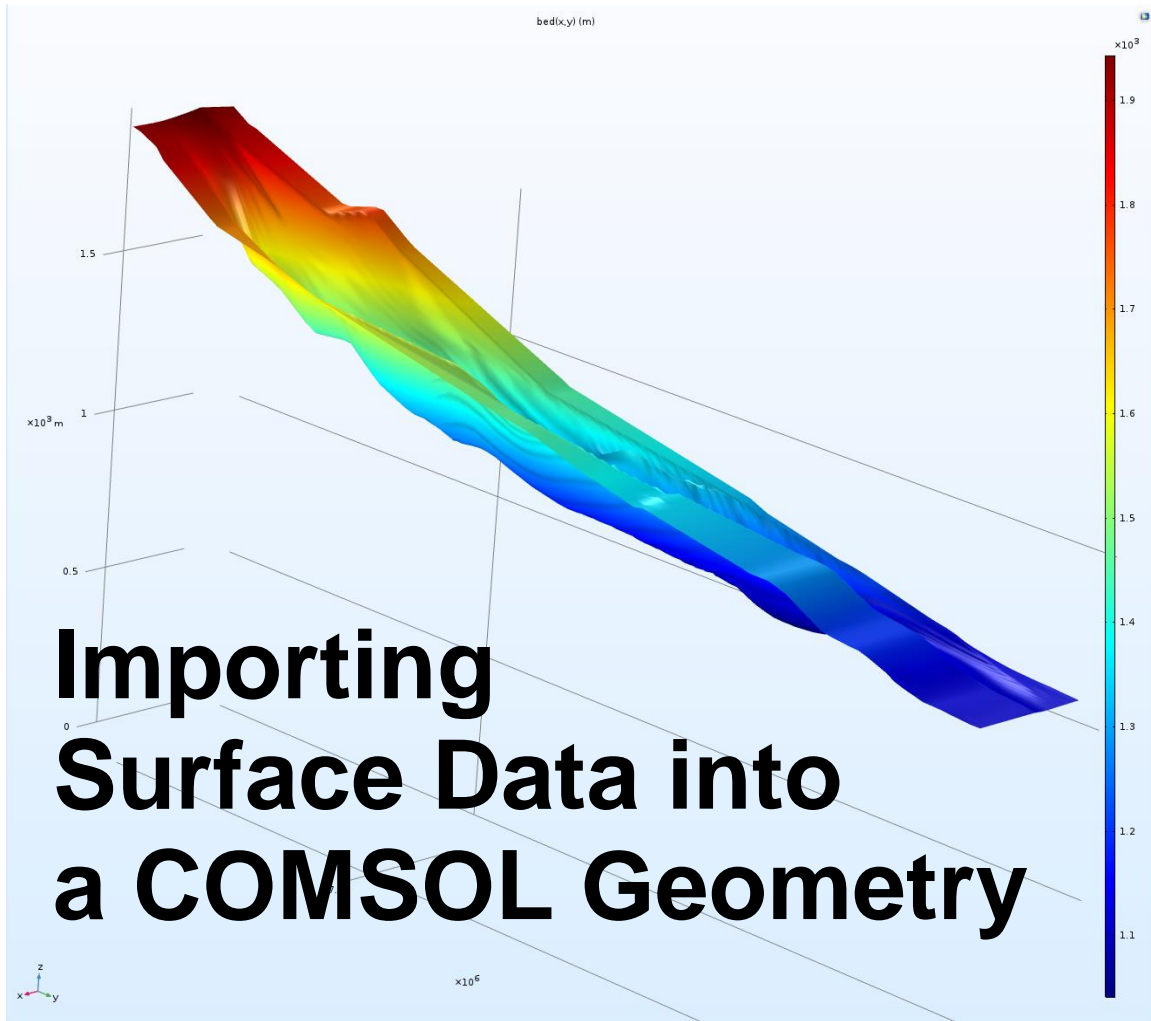 bed(x,y) (m)
×10³
1.9
1.8
1.7
1.6
1.5
1.4
1.3
1.2
1.1
1.5
×10³ m
1
0.5
0
Importing
Surface Data into
a COMSOL Geometry
×10⁶
z
x
y